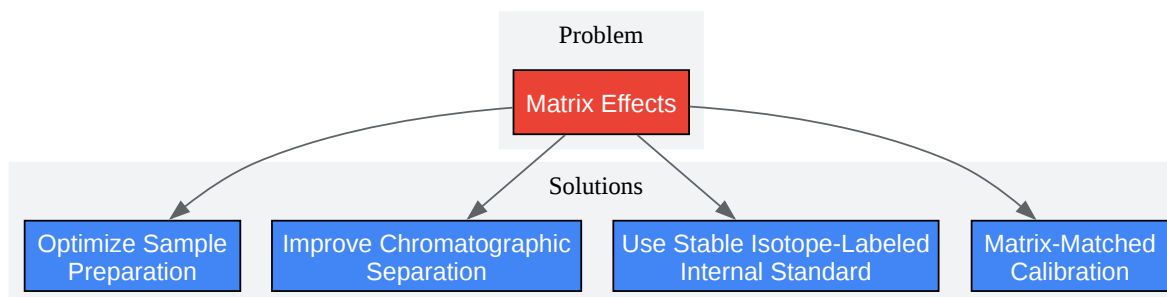 Problem
Matrix Effects
Solutions
Optimize Sample
Preparation
Improve Chromatographic
Separation
Use Stable Isotope-Labeled
Internal Standard
Matrix-Matched
Calibration